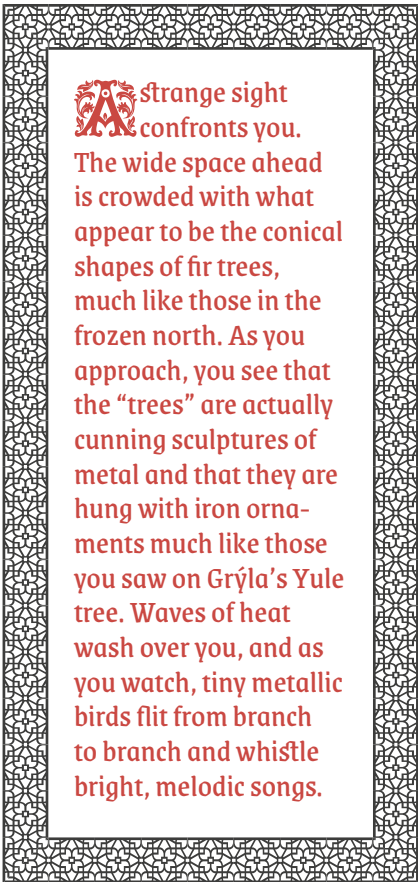 A strange sight
confronts you.
The wide space ahead
is crowded with what
appear to be the conical
shapes of fir trees,
much like those in the
frozen north. As you
approach, you see that
the “trees” are actually
cunning sculptures of
metal and that they are
hung with iron orna-
ments much like those
you saw on Grýla’s Yule
tree. Waves of heat
wash over you, and as
you watch, tiny metallic
birds flit from branch
to branch and whistle
bright, melodic songs.